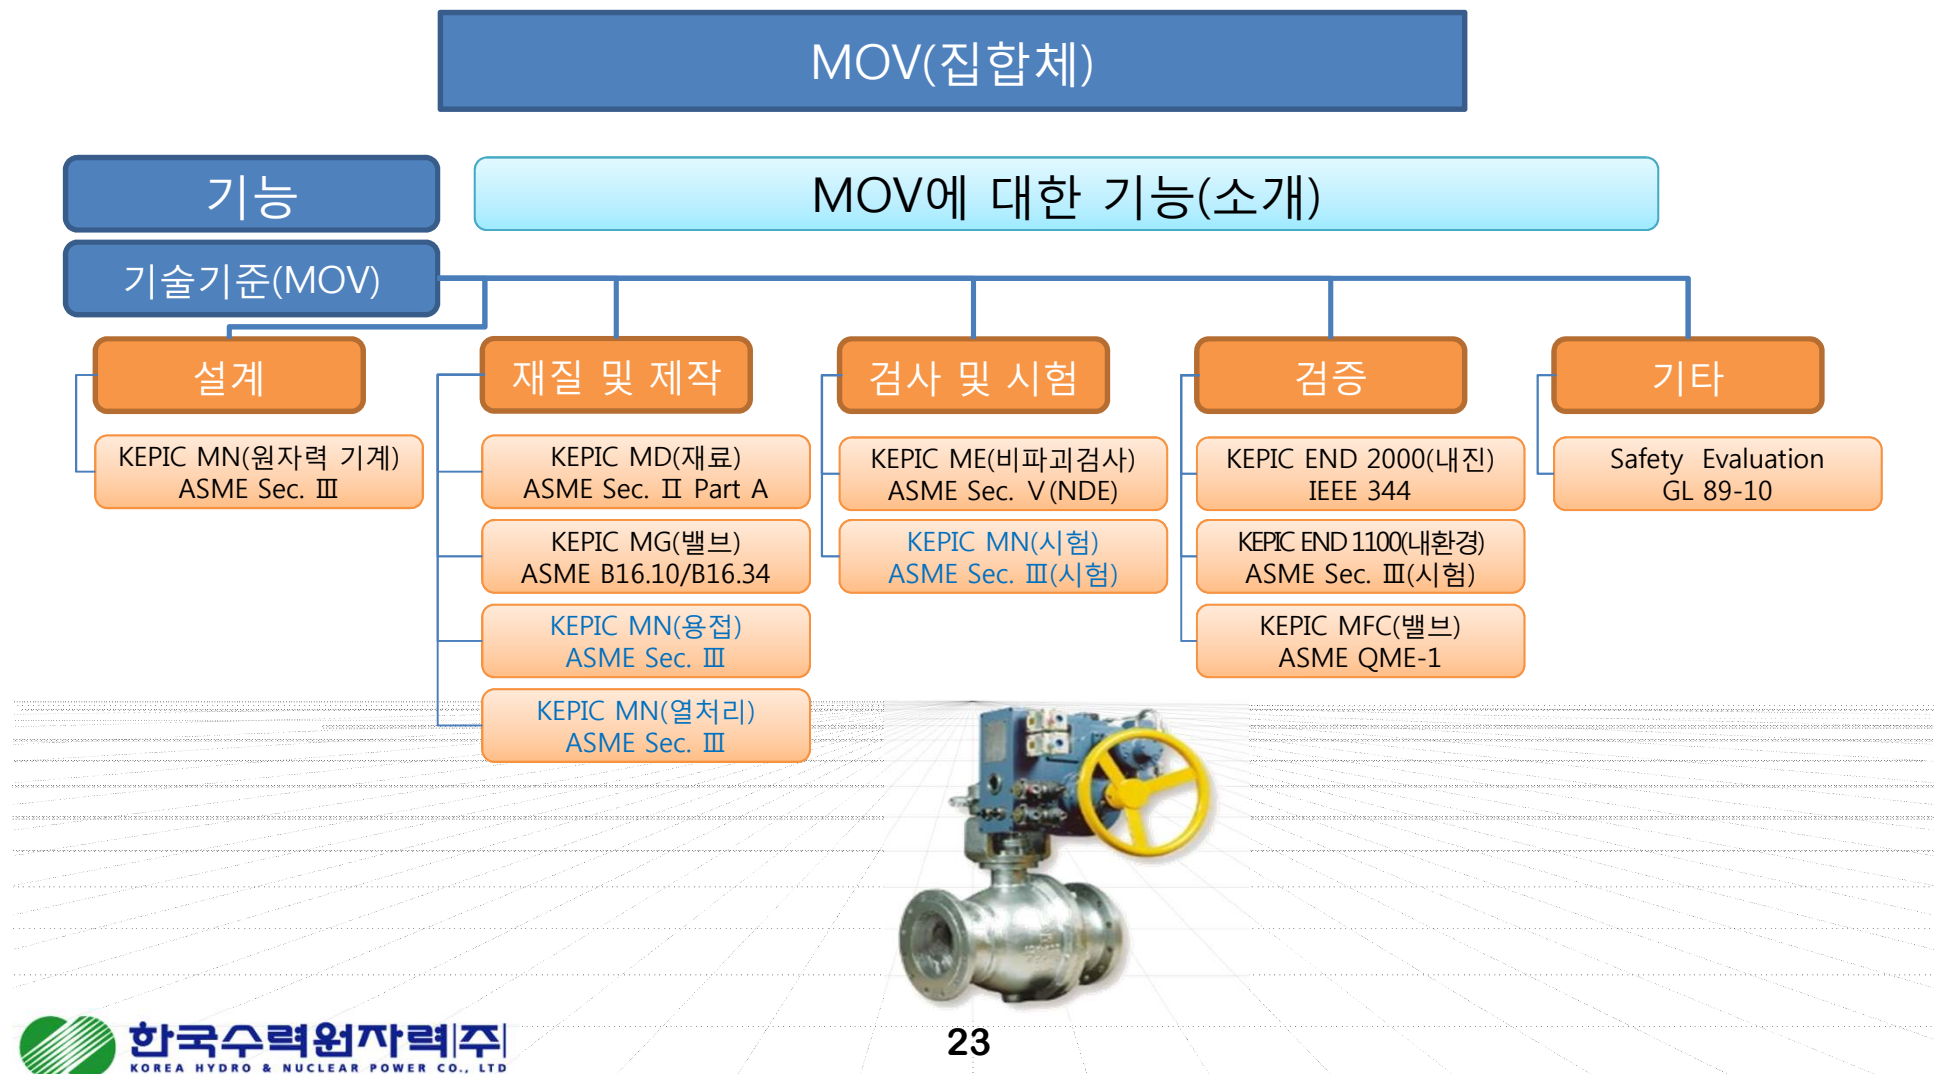 MOV(집합체)
기능
MOV에 대한 기능(소개)
기술기준(MOV)
설계
KEPIC MN(원자력 기계)
ASME Sec. Ⅲ
재질 및 제작
KEPIC MD(재료)
ASME Sec. Ⅱ Part A
KEPIC MG(밸브)
ASME B16.10/B16.34
KEPIC MN(용접)
ASME Sec. Ⅲ
KEPIC MN(열처리)
ASME Sec. Ⅲ
검사 및 시험
KEPIC ME(비파괴검사)
ASME Sec. Ⅴ(NDE)
KEPIC MN(시험)
ASME Sec. Ⅲ(시험)
검증
KEPIC END 2000(내진)
IEEE 344
KEPIC END 1100(내환경)
ASME Sec. Ⅲ(시험)
KEPIC MFC(밸브)
ASME QME-1
기타
Safety Evaluation
GL 89-10
한국수력원자력|주|
KOREA HYDRO & NUCLEAR POWER CO., LTD
23